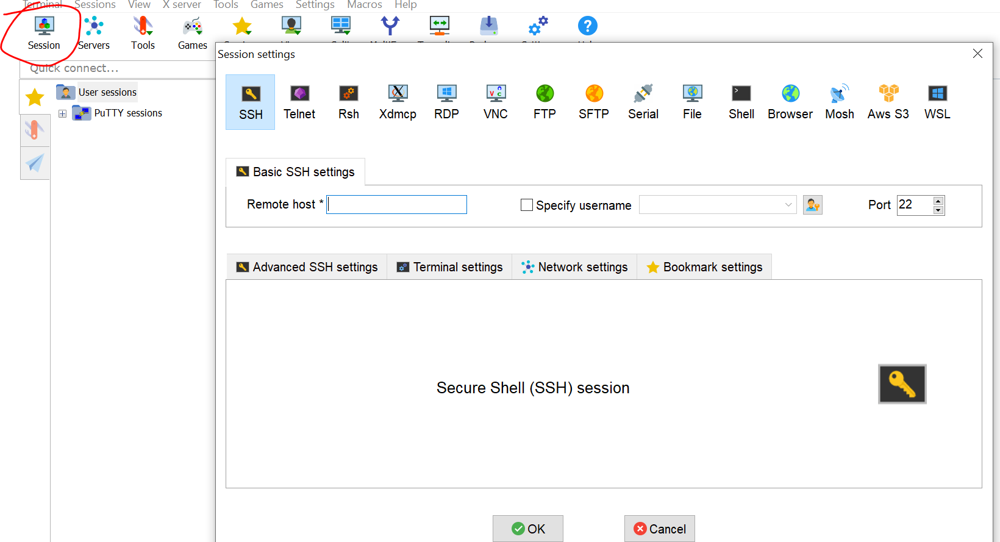 Terminal Sessions View X server Tools Games Settings Macros Help
Session Servers Tools Games
Quick connect...
User sessions
PuTTY sessions
Session settings
SSH Telnet Rsh Xdmcp RDP VNC FTP SFTP Serial File Shell Browser Mosh Aws S3 WSL
Basic SSH settings
Remote host * Specify username Port 22
Advanced SSH settings Terminal settings Network settings Bookmark settings
Secure Shell (SSH) session
OK Cancel